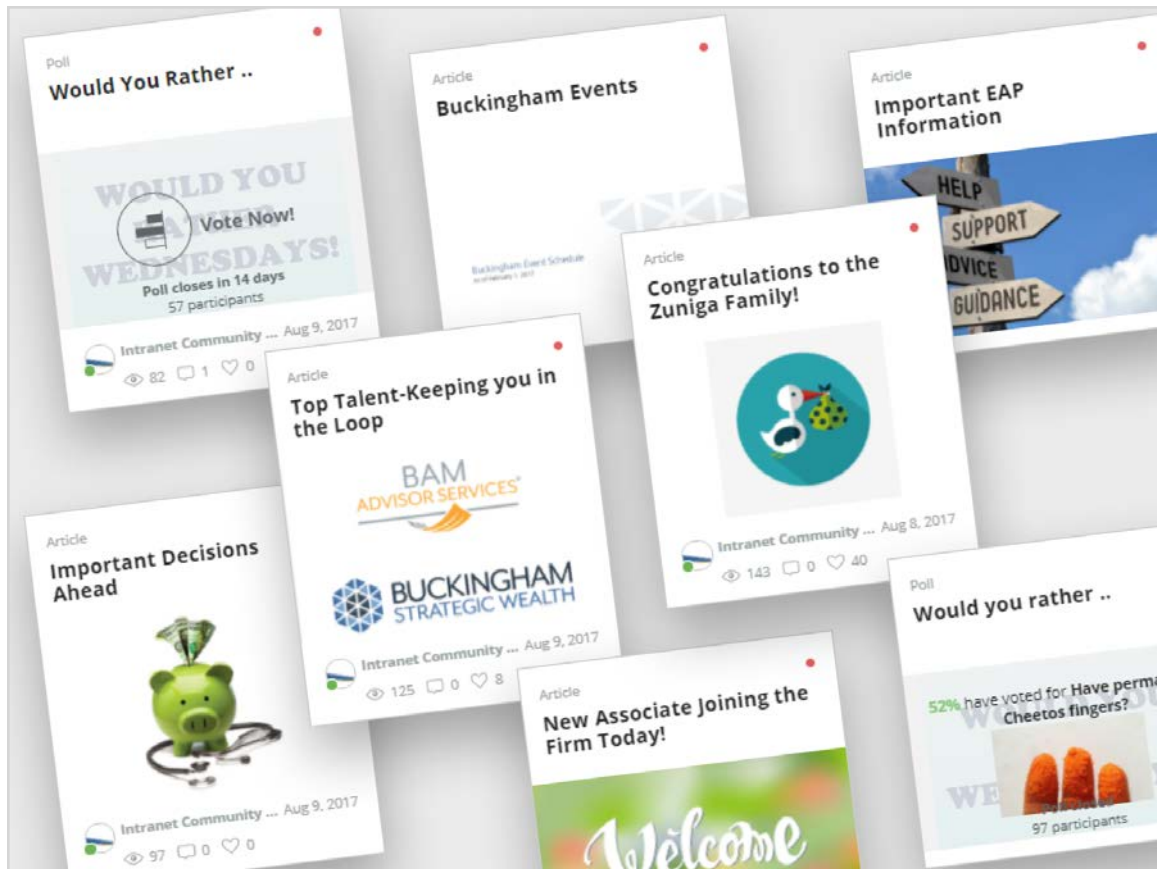 Poll
Would You Rather ..
WOULD YOU
RATHER
WEDNESDAYS!
Vote Now!
Poll closes in 14 days
57 participants
Intranet Community ... Aug 9, 2017
82 1 0
Article
Buckingham Events
Buckingham Event Schedule
Article
Important EAP
Information
HELP
SUPPORT
ADVICE
GUIDANCE
Article
Congratulations to the
Zuniga Family!
Intranet Community ... Aug 8, 2017
143 0 40
Article
Top Talent-Keeping you in
the Loop
BAM
ADVISOR SERVICES®
BUCKINGHAM
STRATEGIC WEALTH
Intranet Community ... Aug 9, 2017
125 0 8
Article
Important Decisions
Ahead
Intranet Community ... Aug 9, 2017
97 0 0
Article
New Associate Joining the
Firm Today!
Welcome
Poll
Would you rather ..
52% have voted for Have perma
Cheetos fingers?
Poll closed
97 participants